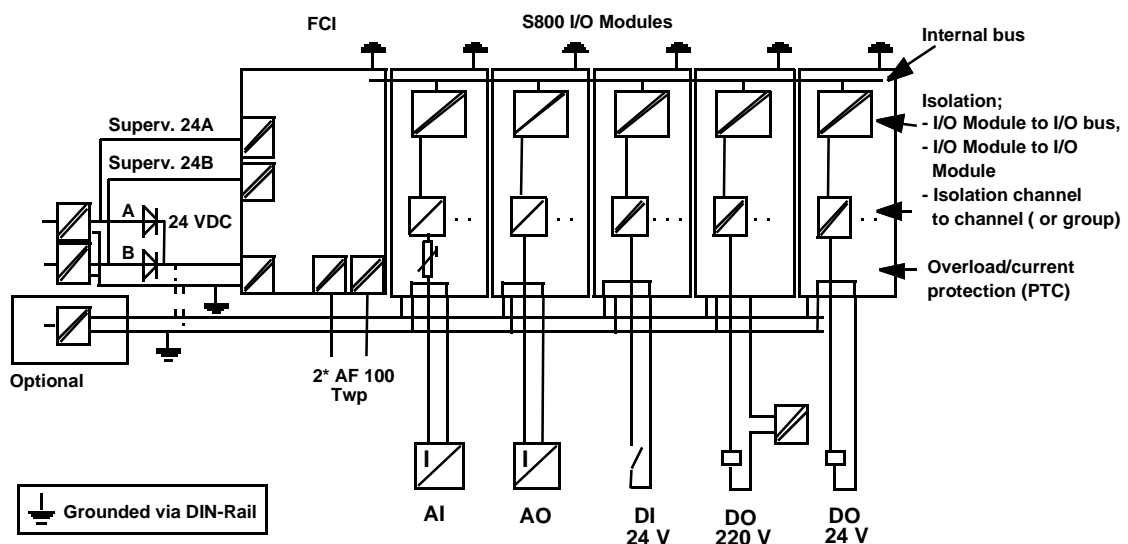 FCI
S800 I/O Modules
Internal bus
Isolation;
- I/O Module to I/O bus,
- I/O Module to I/O
Module
- Isolation channel
to channel ( or group)
Overload/current
protection (PTC)
Superv. 24A
Superv. 24B
A
24 VDC
B
Optional
2* AF 100
Twp
I
I
AI
AO
DI
24 V
DO
220 V
DO
24 V
Grounded via DIN-Rail